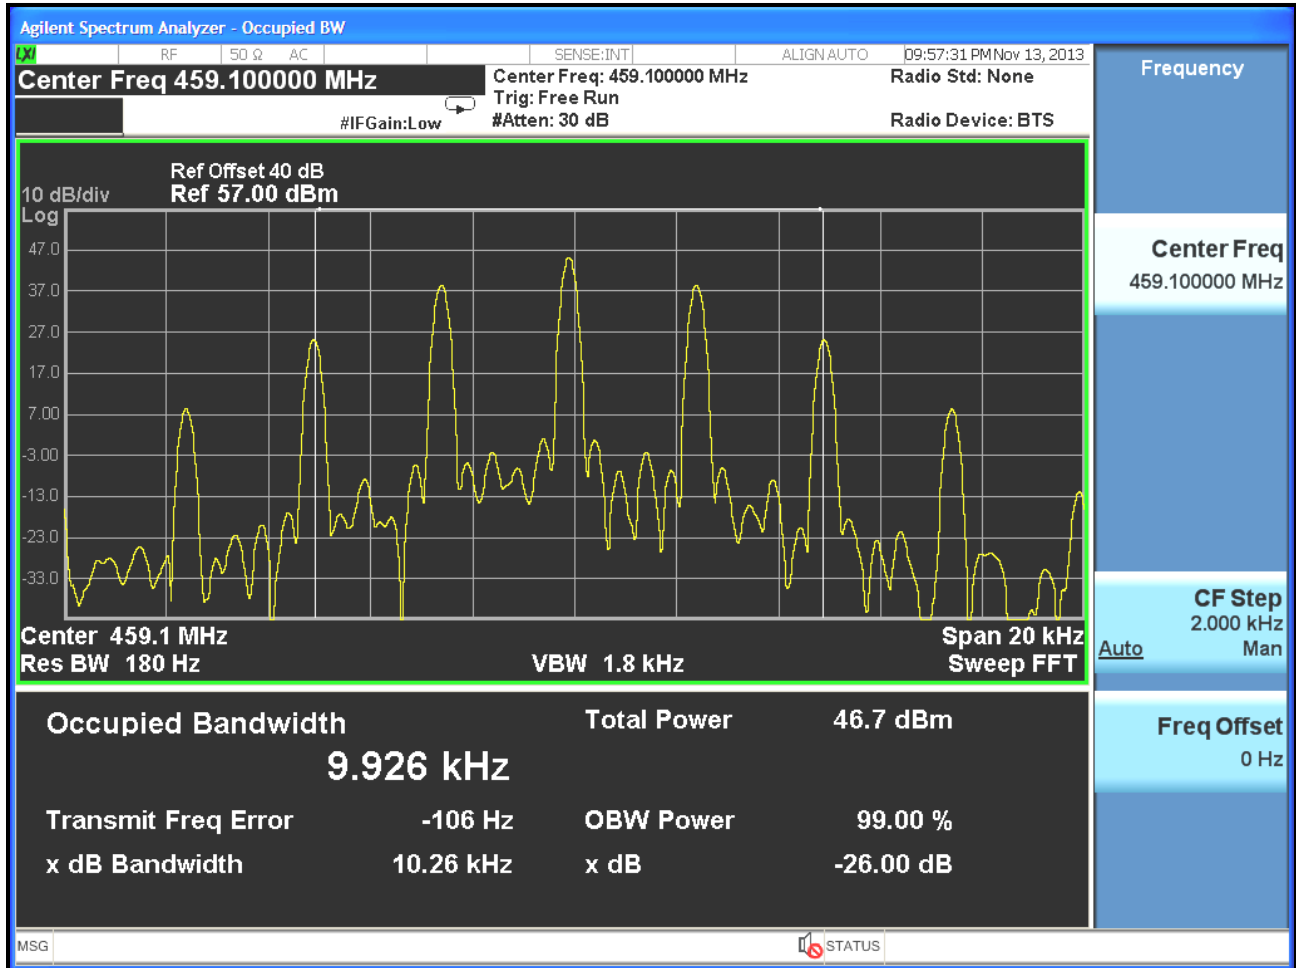 Agilent Spectrum Analyzer - Occupied BW
LXI RF 50 Ω AC SENSE:INT ALIGN AUTO 09:57:31 PM Nov 13, 2013
Center Freq 459.100000 MHz
#IFGain:Low
Center Freq: 459.100000 MHz
Trig: Free Run
#Atten: 30 dB
Radio Std: None
Radio Device: BTS
Frequency
Ref Offset 40 dB
10 dB/div Ref 57.00 dBm
Log
47.0
37.0
27.0
17.0
7.00
-3.00
-13.0
-23.0
-33.0
Center 459.1 MHz Span 20 kHz
Res BW 180 Hz VBW 1.8 kHz Sweep FFT
Center Freq
459.100000 MHz
CF Step
2.000 kHz
Auto Man
Freq Offset
0 Hz
Occupied Bandwidth Total Power 46.7 dBm
9.926 kHz
Transmit Freq Error -106 Hz OBW Power 99.00 %
x dB Bandwidth 10.26 kHz x dB -26.00 dB
MSG STATUS